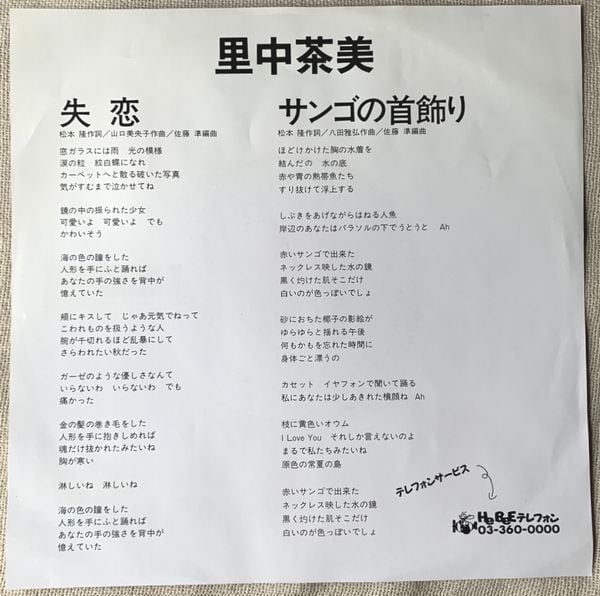 里中茶美
失恋
松本 隆作詞/山口美央子作曲/佐藤 準編曲
窓ガラスには雨 光の模様
涙の粒 紋白蝶になれ
カーペットへと散る破いた写真
気がすむまで泣かせてね
鏡の中の振られた少女
可愛いよ 可愛いよ でも
かわいそう
海の色の瞳をした
人形を手にふと踊れば
あなたの手の強さを背中が
憶えていた
頬にキスして じゃあ元気でねって
こわれものを扱うような人
腕が千切れるほど乱暴にして
さらわれたい秋だった
ガーゼのような優しさなんて
いらないわ いらないわ でも
痛かった
金の髪の巻き毛をした
人形を手に抱きしめれば
魂だけ抜かれたみたいね
胸が寒い
淋しいね 淋しいね
海の色の瞳をした
人形を手にふと踊れば
あなたの手の強さを背中が
憶えていた
サンゴの首飾り
松本 隆作詞/八田雅弘作曲/佐藤 準編曲
ほどけかけた胸の水着を
結んだの 水の底
赤や青の熱帯魚たち
すり抜けて浮上する
しぶきをあげながらはねる人魚
岸辺のあなたはパラソルの下でうとうと Ah
赤いサンゴで出来た
ネックレス映した水の鏡
黒く灼けた肌そこだけ
白いのが色っぽいでしょ
砂におちた椰子の影絵が
ゆらゆらと揺れる午後
何もかもを忘れた時間に
身体ごと漂うの
カセット イヤフォンで聞いて踊る
私にあなたは少しあきれた横顔ね Ah
枝に黄色いオウム
I Love You それしか言えないのよ
まるで私たちみたいね
原色の常夏の島
赤いサンゴで出来た
ネックレス映した水の鏡
黒く灼けた肌そこだけ
白いのが色っぽいでしょ
テレフォンサービス
HeBeEテレフォン
03-360-0000